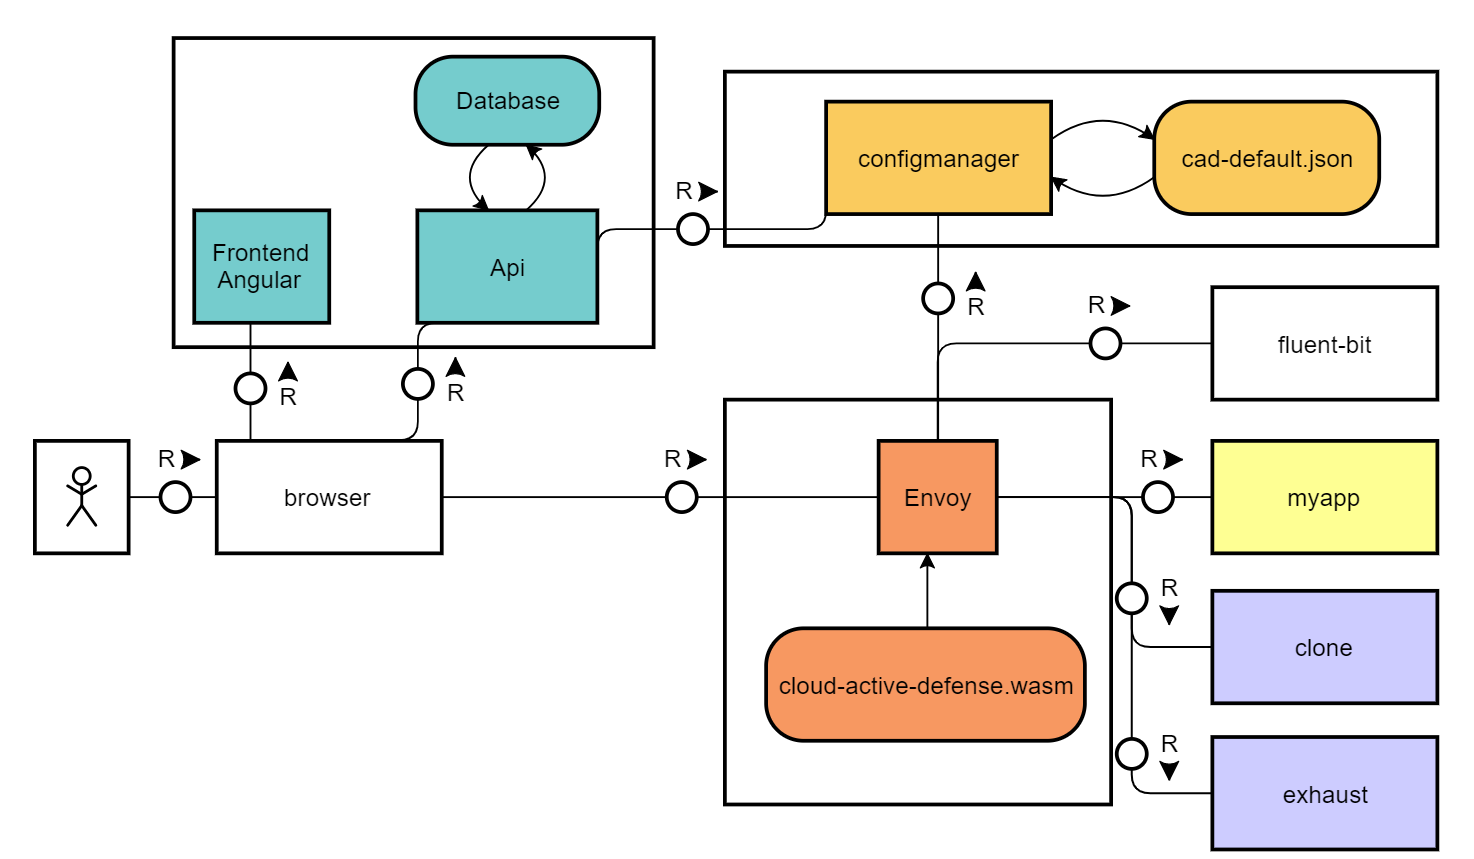 Database
Frontend
Angular
Api
R
configmanager
cad-default.json
R
R
fluent-bit
R
R
R
browser
R
Envoy
R
myapp
cloud-active-defense.wasm
R
clone
R
exhaust